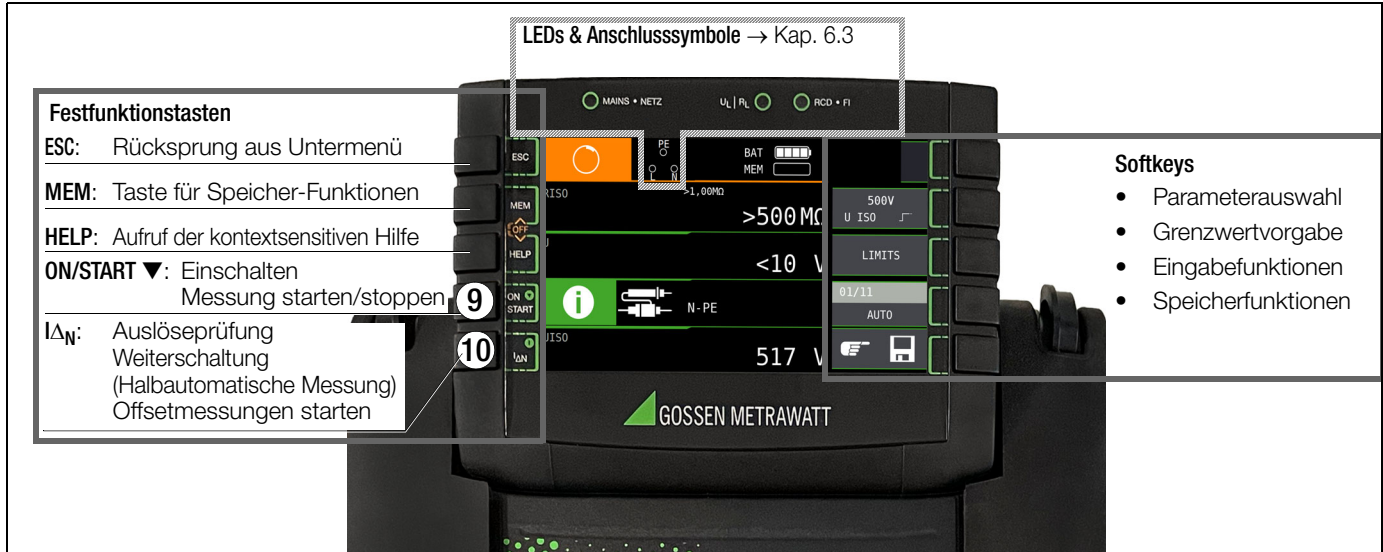 LEDs & Anschlusssymbole → Kap. 6.3
Festfunktionstasten
ESC: Rücksprung aus Untermenü
MEM: Taste für Speicher-Funktionen
HELP: Aufruf der kontextsensitiven Hilfe
ON/START ▼: Einschalten
Messung starten/stoppen
9
IΔN: Auslöseprüfung
Weiterschaltung
(Halbautomatische Messung)
Offsetmessungen starten
10
MAINS • NETZ
UL | RL
RCD • FI
ESC
MEM
OFF
HELP
ON
START
IΔN
PE
L N
BAT
MEM
RISO
>1,00MΩ
>500 MΩ
U
<10 V
i
N-PE
UISO
517 V
500V
U ISO
LIMITS
01/11
AUTO
GOSSEN METRAWATT
Softkeys
• Parameterauswahl
• Grenzwertvorgabe
• Eingabefunktionen
• Speicherfunktionen